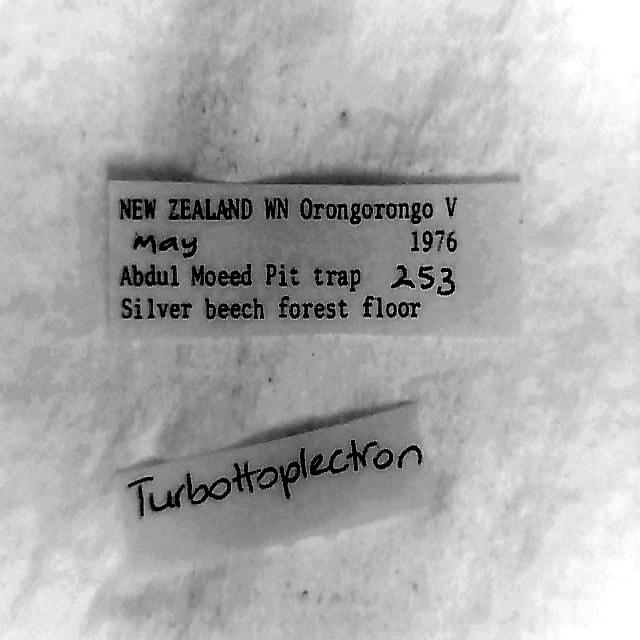 NEW ZEALAND WN Orongorongo V
May 1976
Abdul Moeed Pit trap 253
Silver beech forest floor
Turbottoplectron